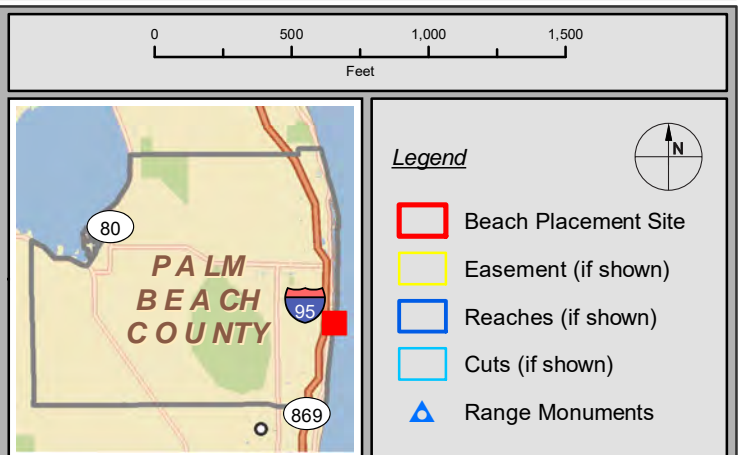 0 500 1,000 1,500
Feet
80
PALM
BEACH
COUNTY
95
869
Legend
N
Beach Placement Site
Easement (if shown)
Reaches (if shown)
Cuts (if shown)
Range Monuments